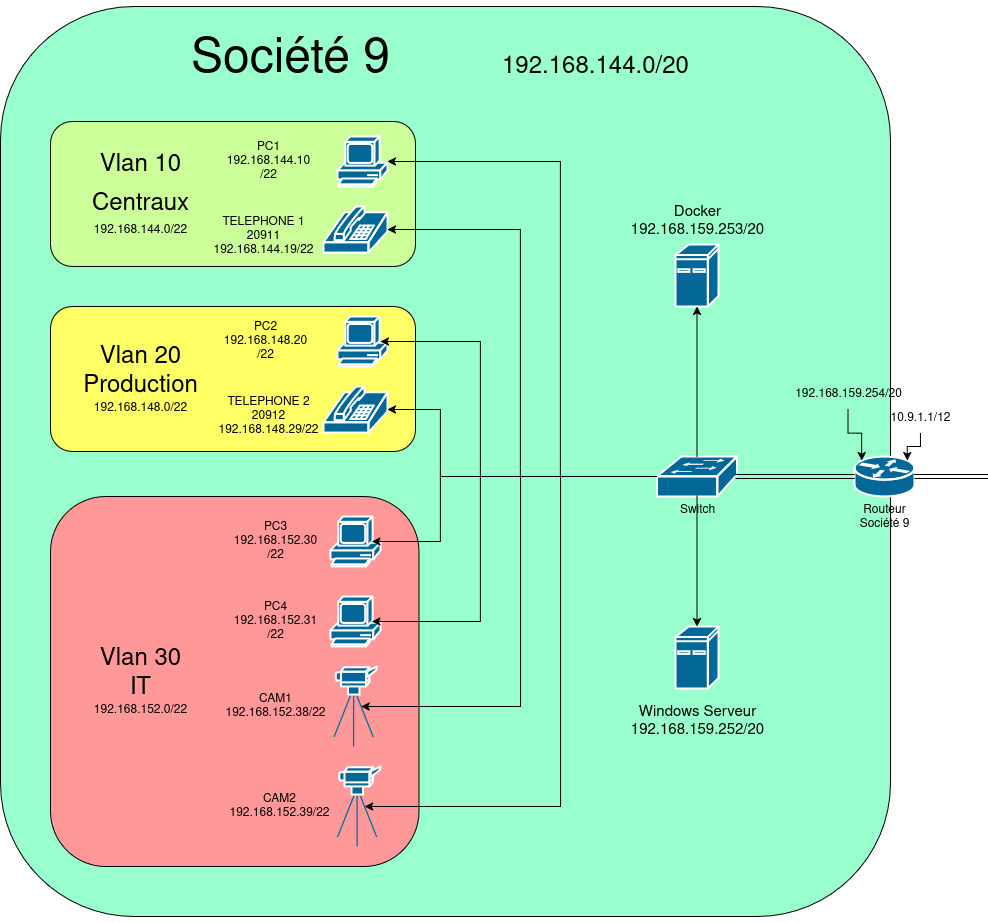 Société 9
192.168.144.0/20
Vlan 10
Centraux
192.168.144.0/22
PC1
192.168.144.10
/22
TELEPHONE 1
20911
192.168.144.19/22
Vlan 20
Production
192.168.148.0/22
PC2
192.168.148.20
/22
TELEPHONE 2
20912
192.168.148.29/22
Vlan 30
IT
192.168.152.0/22
PC3
192.168.152.30
/22
PC4
192.168.152.31
/22
CAM1
192.168.152.38/22
CAM2
192.168.152.39/22
Docker
192.168.159.253/20
Switch
Windows Serveur
192.168.159.252/20
192.168.159.254/20
10.9.1.1/12
Routeur
Société 9